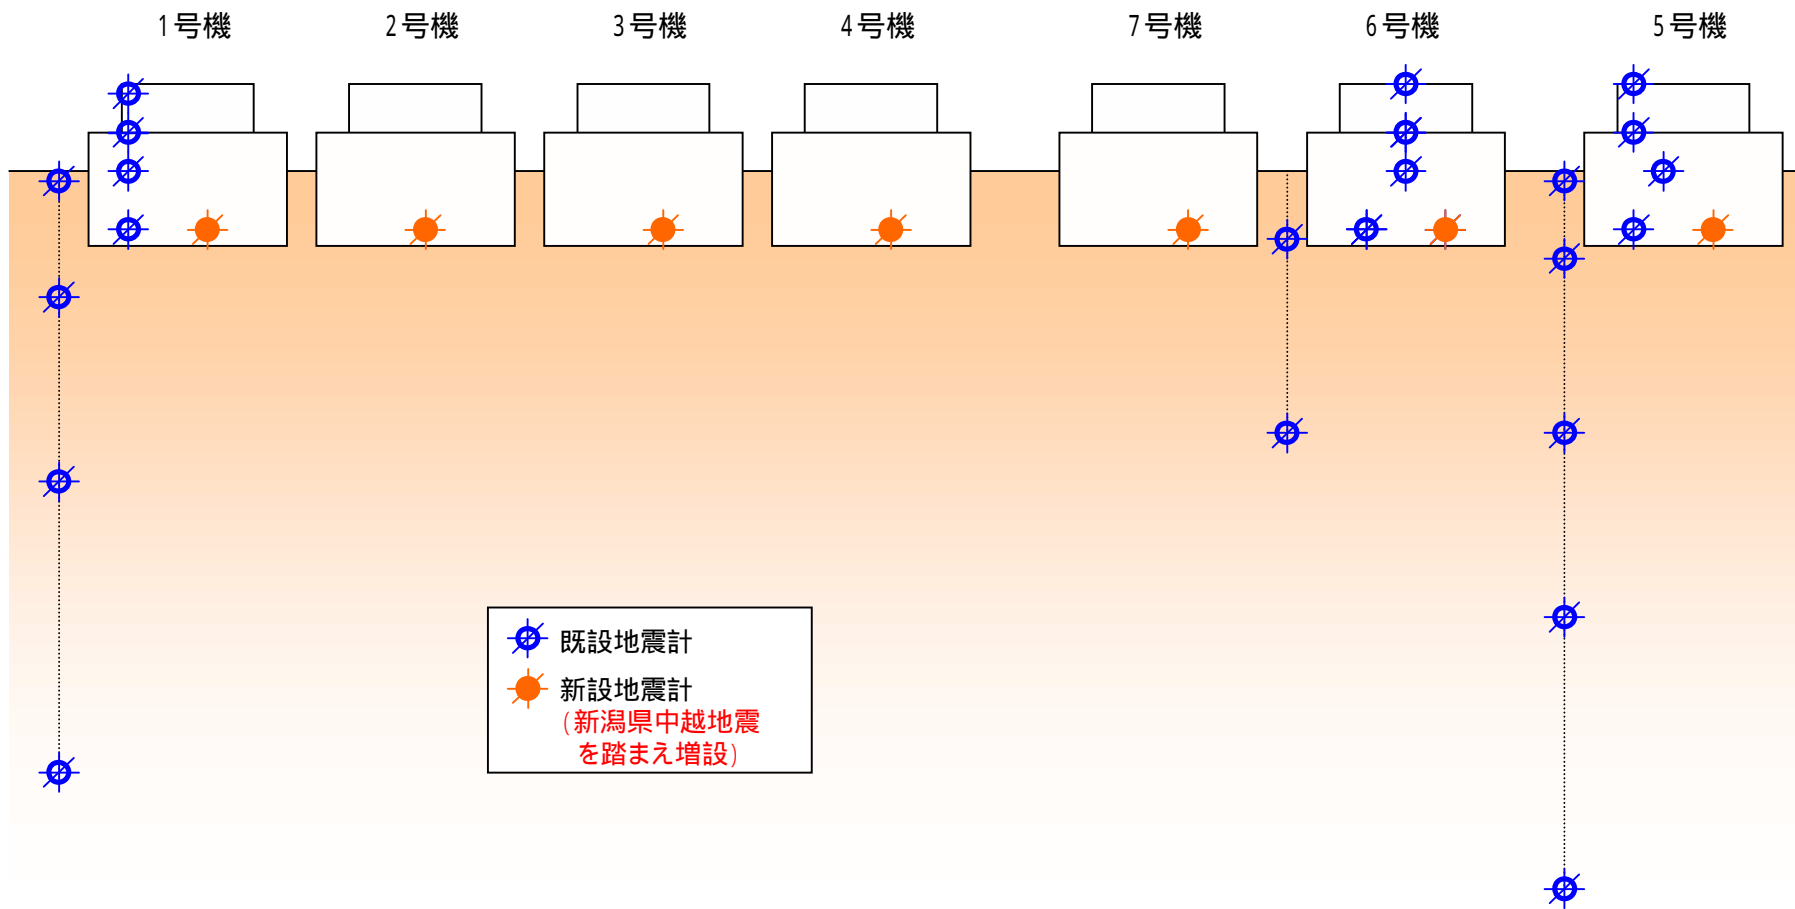 1号機
2号機
3号機
4号機
7号機
6号機
5号機
既設地震計
新設地震計
(新潟県中越地震
を踏まえ増設)